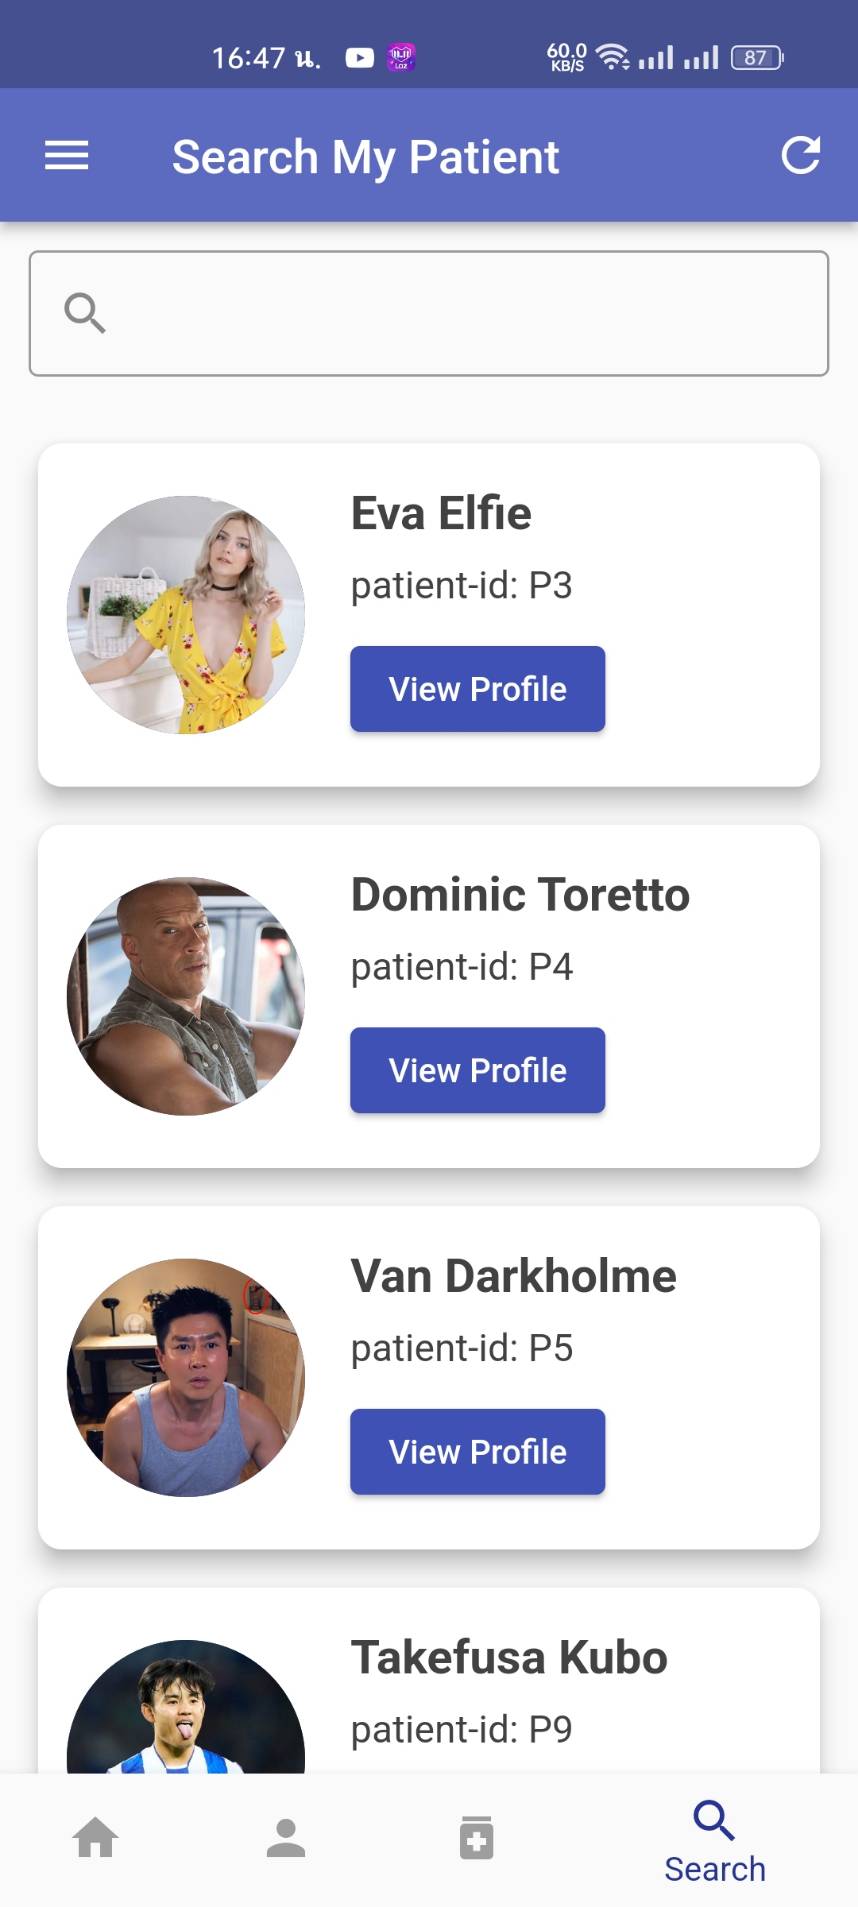 16:47 น.
60.0
KB/S
87
Search My Patient
Eva Elfie
patient-id: P3
View Profile
Dominic Toretto
patient-id: P4
View Profile
Van Darkholme
patient-id: P5
View Profile
Takefusa Kubo
patient-id: P9
Search